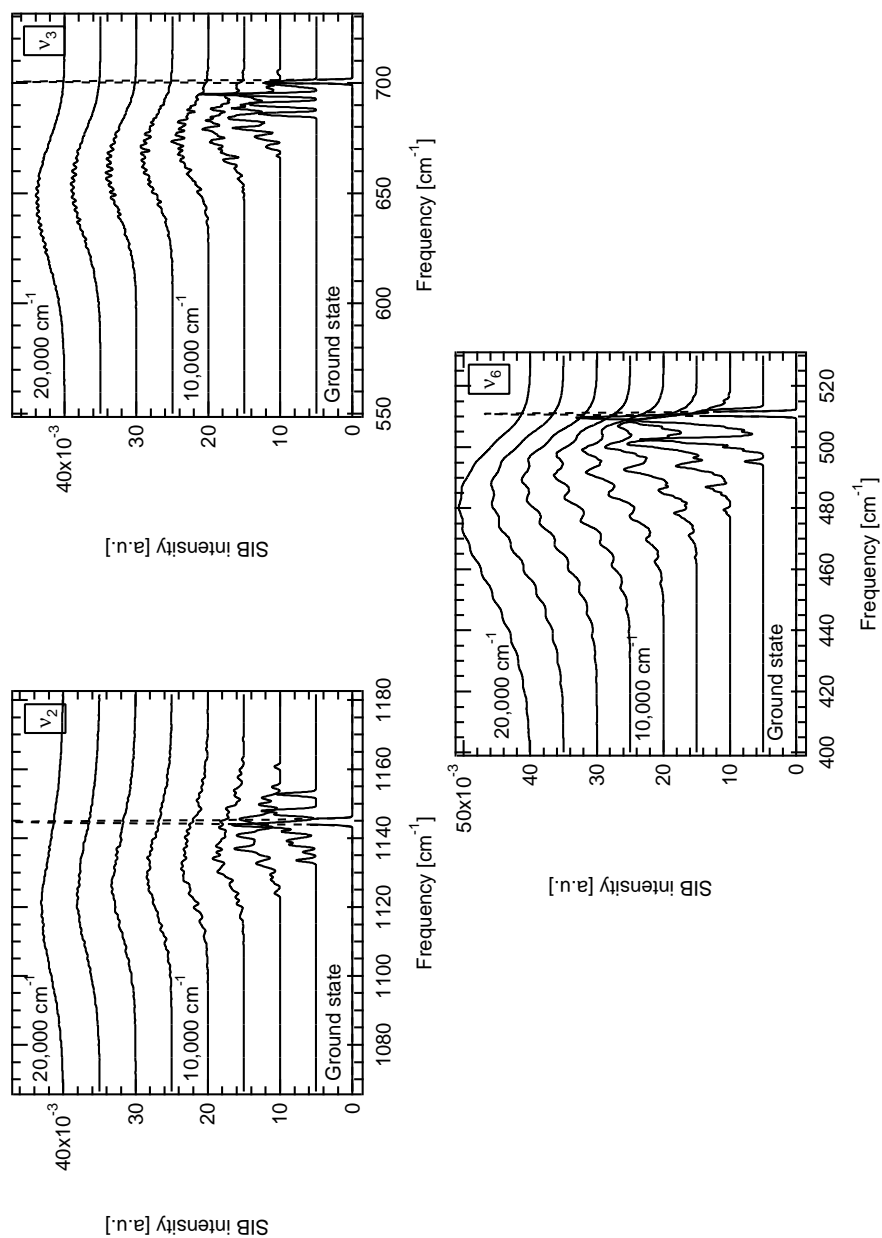 SIB intensity [a.u.]
40x10⁻³
30
20
10
0
ν₂
20,000 cm⁻¹
10,000 cm⁻¹
Ground state
1080 1100 1120 1140 1160 1180
Frequency [cm⁻¹]
SIB intensity [a.u.]
40x10⁻³
30
20
10
0
ν₃
20,000 cm⁻¹
10,000 cm⁻¹
Ground state
550 600 650 700
Frequency [cm⁻¹]
SIB intensity [a.u.]
50x10⁻³
40
30
20
10
0
ν₆
20,000 cm⁻¹
10,000 cm⁻¹
Ground state
400 420 440 460 480 500 520
Frequency [cm⁻¹]